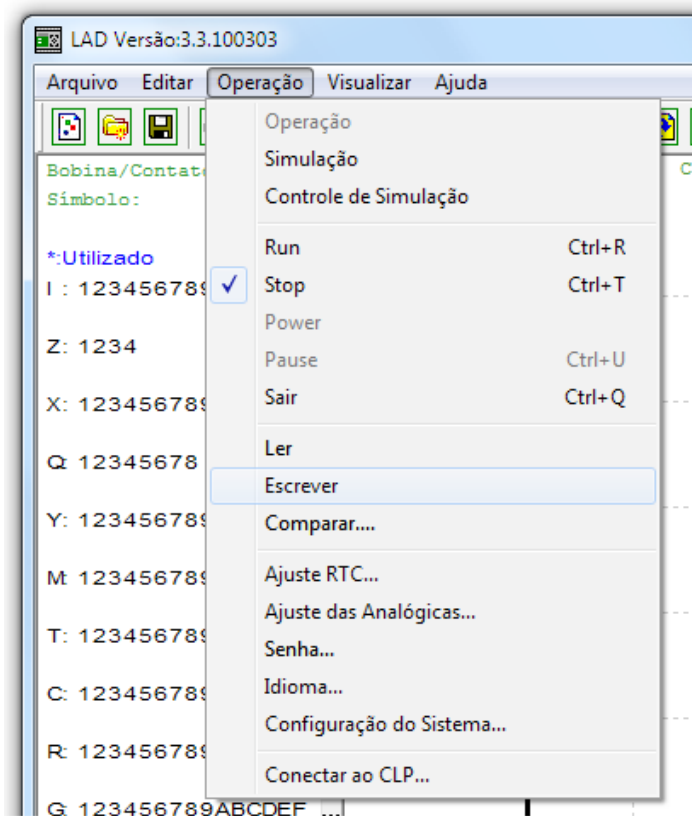 LAD Versão:3.3.100303
Arquivo Editar Operação Visualizar Ajuda
Operação
Simulação
Controle de Simulação
Run Ctrl+R
Stop Ctrl+T
Power
Pause Ctrl+U
Sair Ctrl+Q
Ler
Escrever
Comparar....
Ajuste RTC...
Ajuste das Analógicas...
Senha...
Idioma...
Configuração do Sistema...
Conectar ao CLP...
Bobina/Contato
Símbolo:
*:Utilizado
I : 123456789
Z: 1234
X: 123456789
Q: 12345678
Y: 123456789
M: 123456789
T: 123456789
C: 123456789
R: 123456789
G: 123456789ABCDEF ...
C